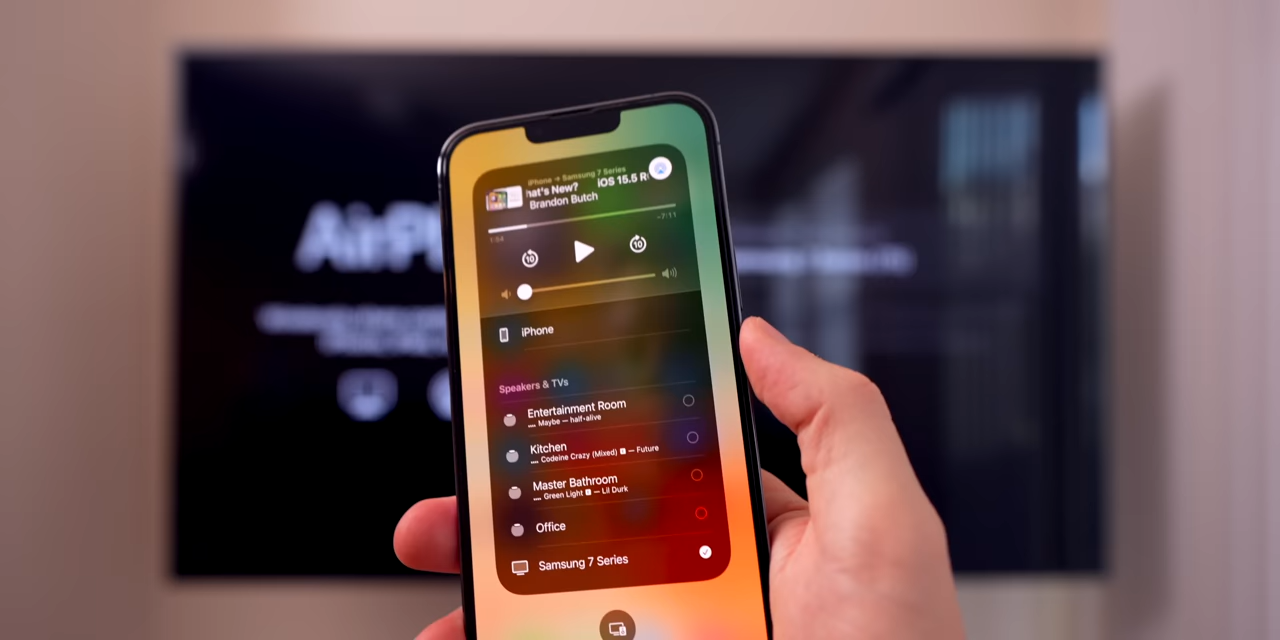 iPhone → Samsung 7 Series
hat's New? iOS 15.5 R
Brandon Butch
1:54
-7:11
10
10
iPhone
Speakers & TVs
Entertainment Room
Maybe — half•alive
Kitchen
Codeine Crazy (Mixed) 🅴 — Future
Master Bathroom
Green Light 🅴 — Lil Durk
Office
Samsung 7 Series
AirPl